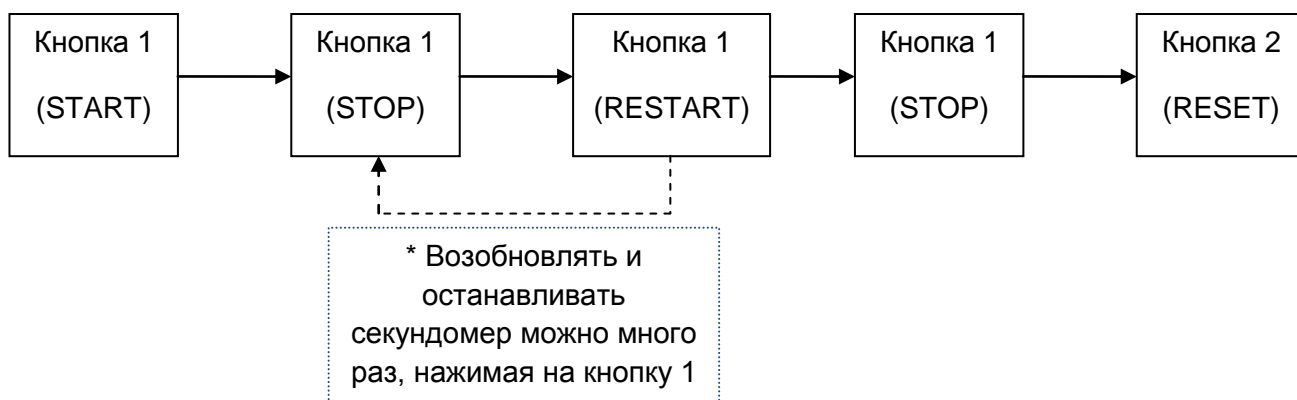 Кнопка 1
(START)
Кнопка 1
(STOP)
Кнопка 1
(RESTART)
Кнопка 1
(STOP)
Кнопка 2
(RESET)
* Возобновлять и
останавливать
секундомер можно много
раз, нажимая на кнопку 1